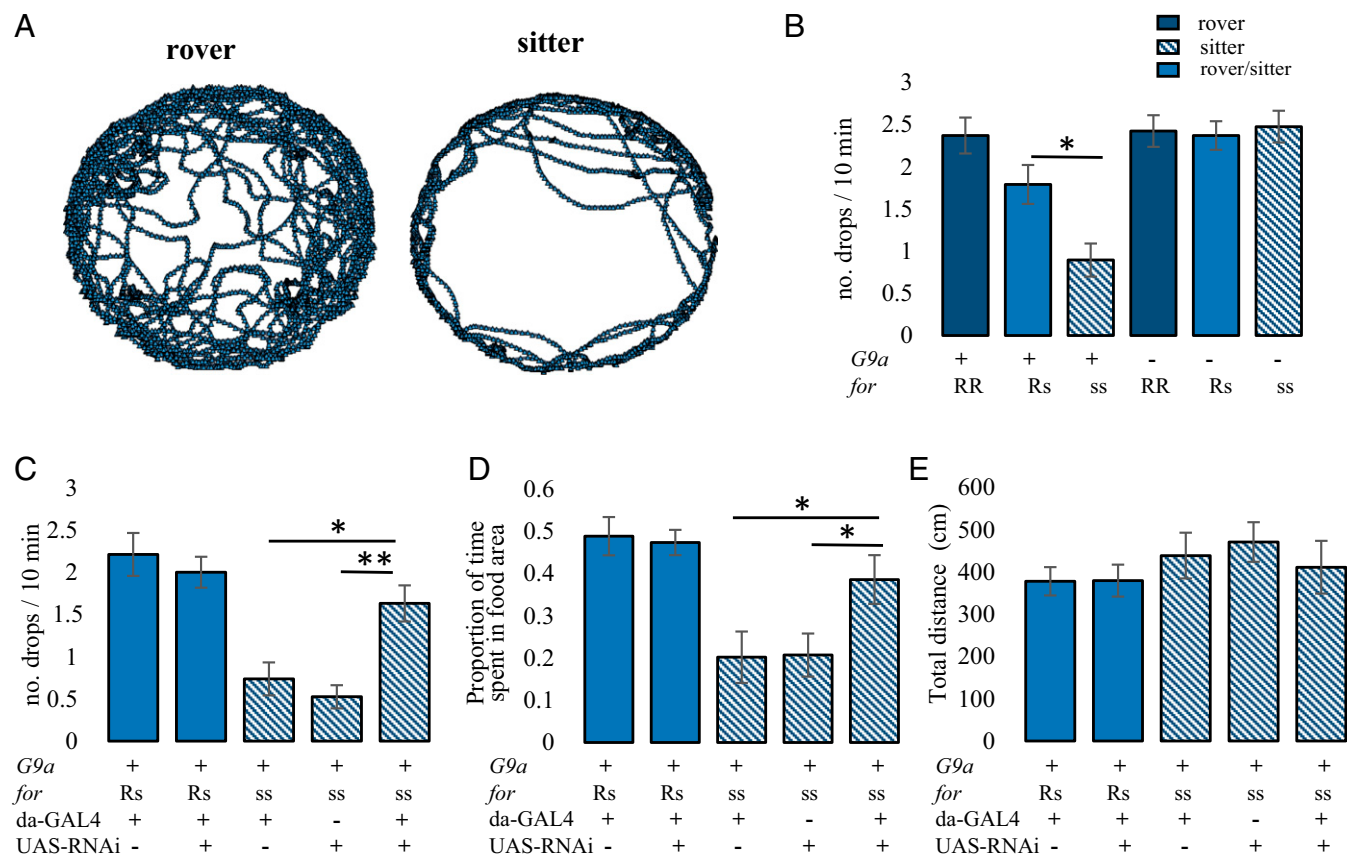 A
rover
sitter
B
rover
sitter
rover/sitter
no. drops / 10 min
3
2.5
2
1.5
1
0.5
0
*
G9a + + + - - -
for RR Rs ss RR Rs ss
C
no. drops / 10 min
3
2.5
2
1.5
1
0.5
0
*
**
G9a + + + + +
for Rs Rs ss ss ss
da-GAL4 + + + - +
UAS-RNAi - + - + +
D
Proportion of time
spent in food area
0.6
0.5
0.4
0.3
0.2
0.1
0
*
*
G9a + + + + +
for Rs Rs ss ss ss
da-GAL4 + + + - +
UAS-RNAi - + - + +
E
Total distance (cm)
600
500
400
300
200
100
0
G9a + + + + +
for Rs Rs ss ss ss
da-GAL4 + + + - +
UAS-RNAi - + - + +